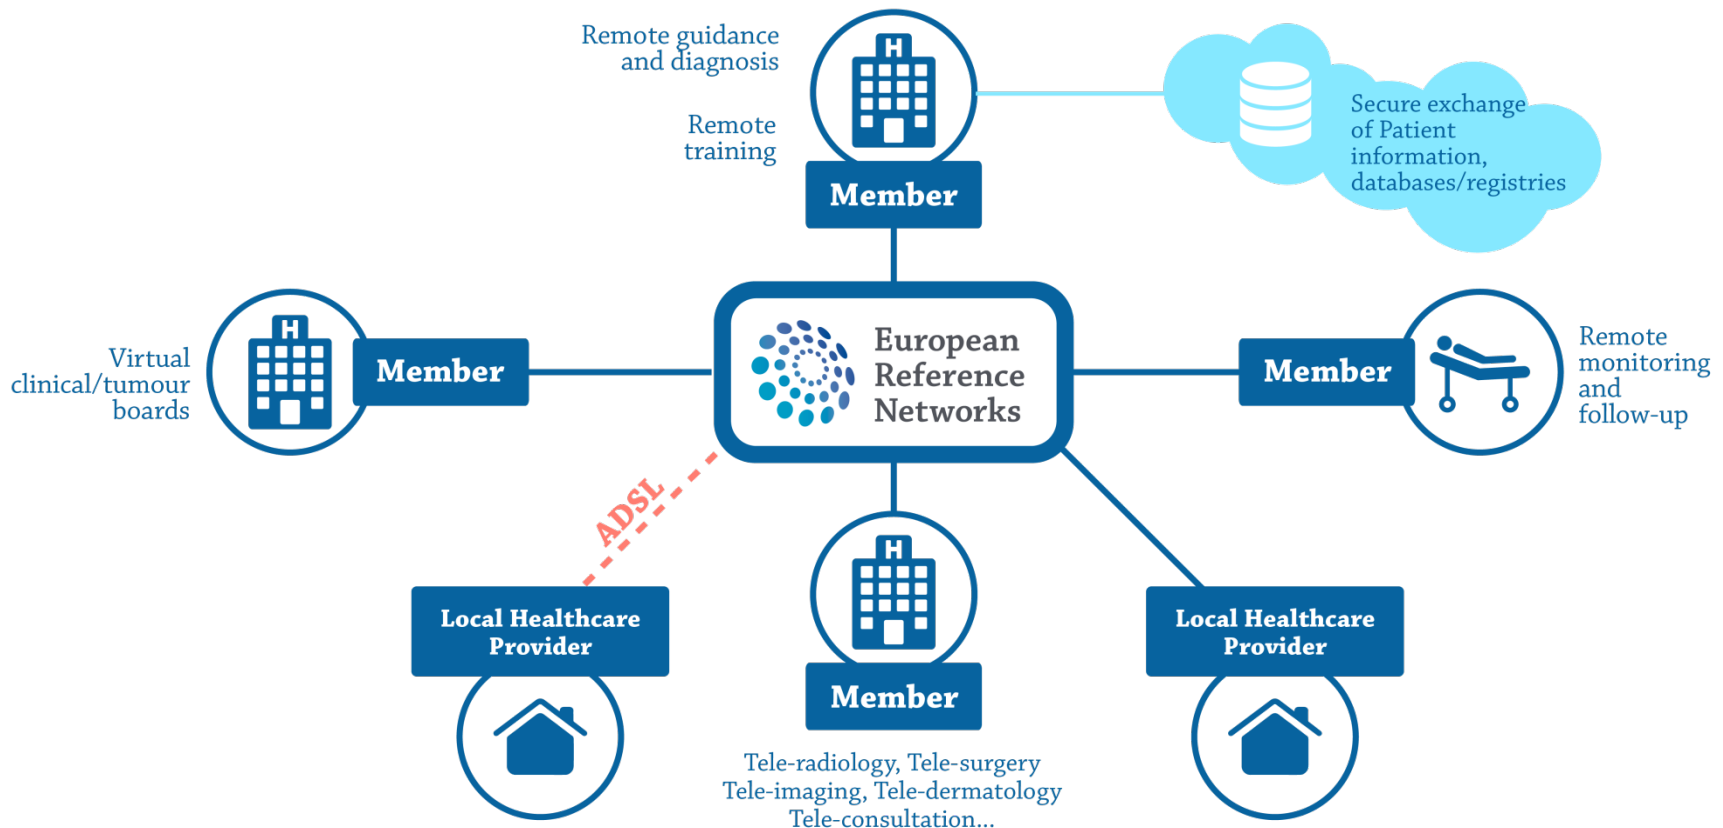 Remote guidance
and diagnosis
Remote
training
H
Member
Secure exchange
of Patient
information,
databases/registries
Virtual
clinical/tumour
boards
H
Member
European
Reference
Networks
Member
Remote
monitoring
and
follow-up
ADSL
Local Healthcare
Provider
H
Member
Tele-radiology, Tele-surgery
Tele-imaging, Tele-dermatology
Tele-consultation...
Local Healthcare
Provider